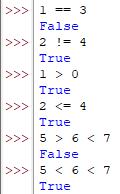 >>> 1 == 3
False
>>> 2 != 4
True
>>> 1 > 0
True
>>> 2 <= 4
True
>>> 5 > 6 < 7
False
>>> 5 < 6 < 7
True